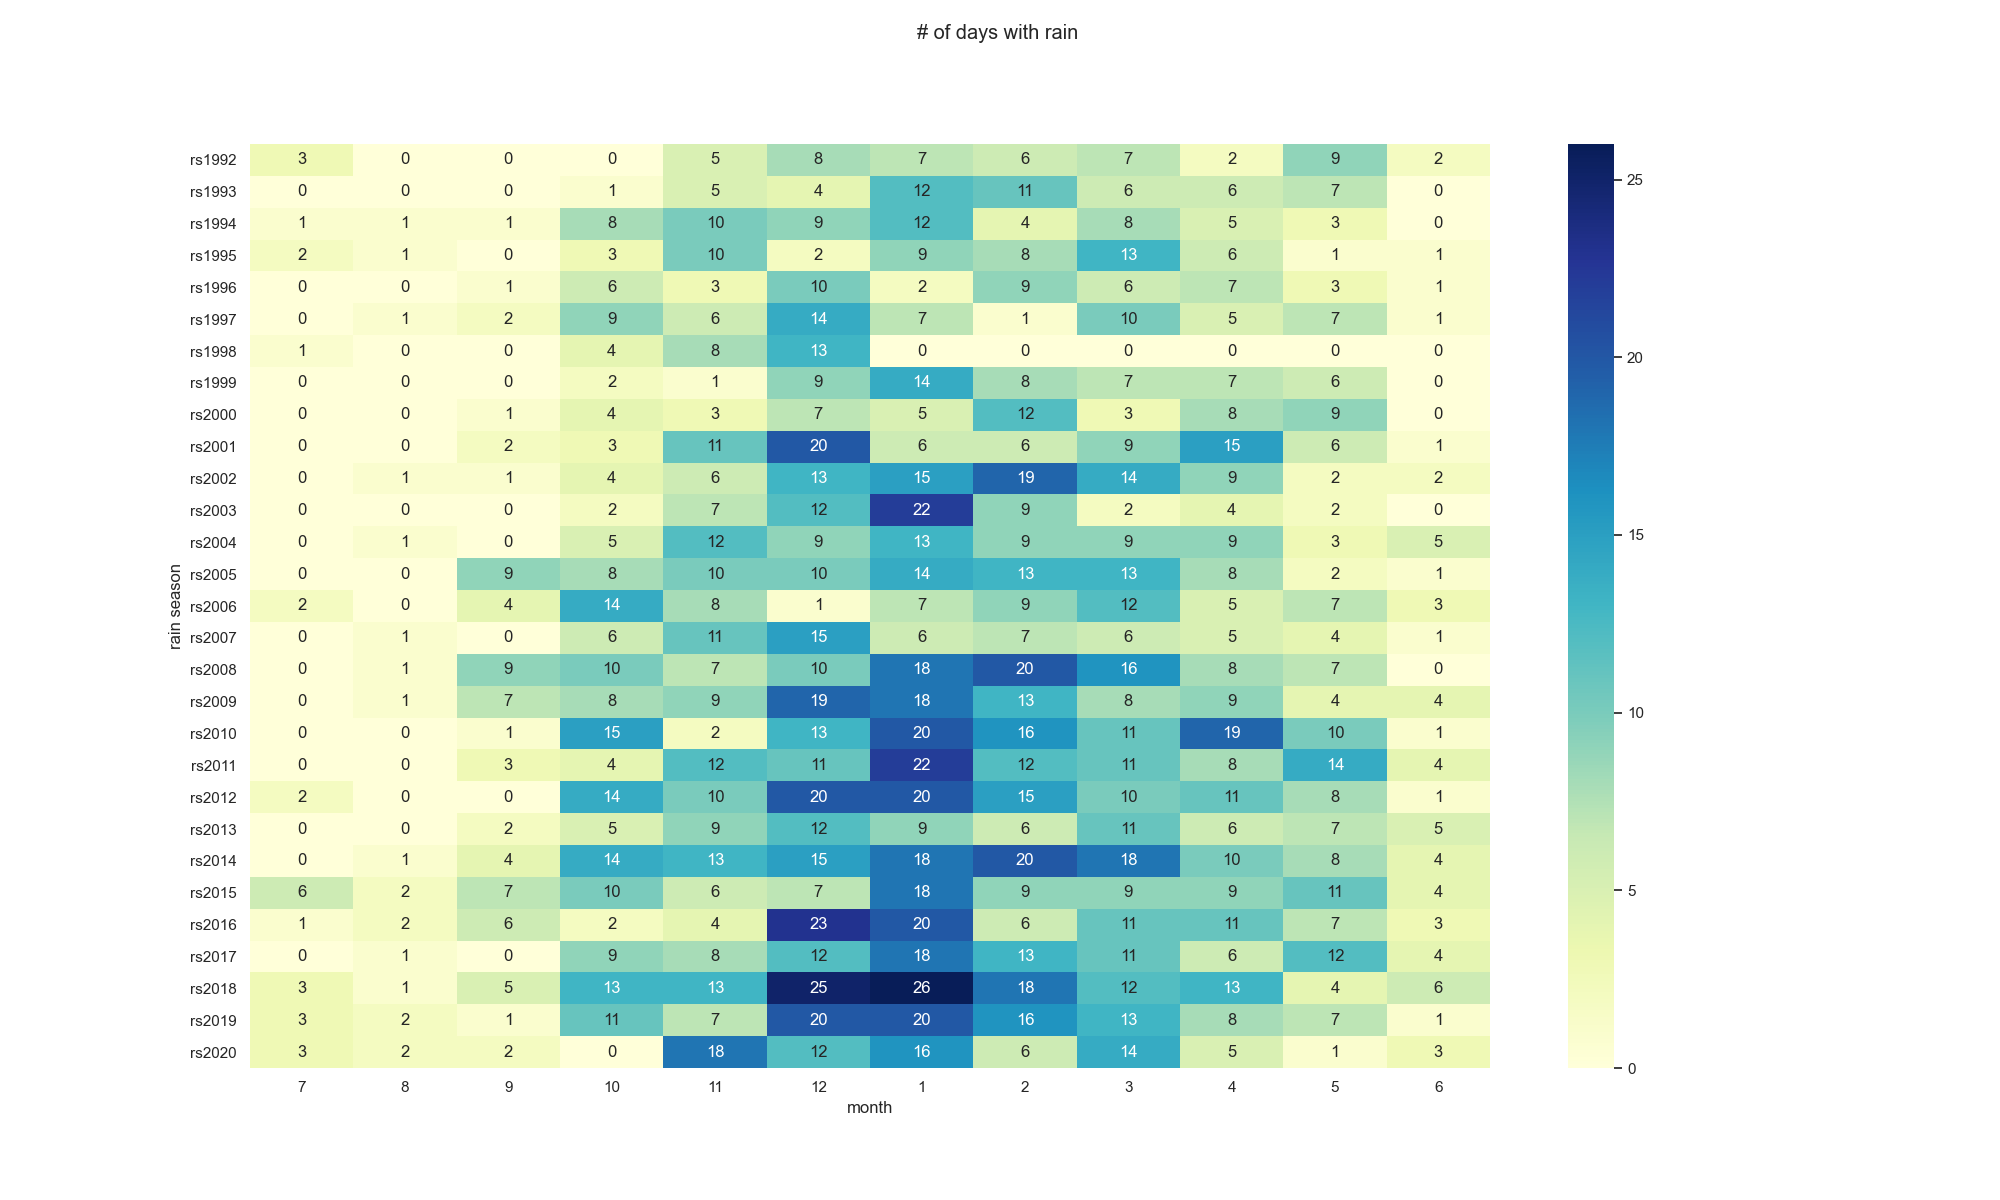 # of days with rain
rs1992 3 0 0 0 5 8 7 6 7 2 9 2
rs1993 0 0 0 1 5 4 12 11 6 6 7 0
rs1994 1 1 1 8 10 9 12 4 8 5 3 0
rs1995 2 1 0 3 10 2 9 8 13 6 1 1
rs1996 0 0 1 6 3 10 2 9 6 7 3 1
rs1997 0 1 2 9 6 14 7 1 10 5 7 1
rs1998 1 0 0 4 8 13 0 0 0 0 0 0
rs1999 0 0 0 2 1 9 14 8 7 7 6 0
rs2000 0 0 1 4 3 7 5 12 3 8 9 0
rs2001 0 0 2 3 11 20 6 6 9 15 6 1
rs2002 0 1 1 4 6 13 15 19 14 9 2 2
rs2003 0 0 0 2 7 12 22 9 2 4 2 0
rs2004 0 1 0 5 12 9 13 9 9 9 3 5
rs2005 0 0 9 8 10 10 14 13 13 8 2 1
rs2006 2 0 4 14 8 1 7 9 12 5 7 3
rs2007 0 1 0 6 11 15 6 7 6 5 4 1
rs2008 0 1 9 10 7 10 18 20 16 8 7 0
rs2009 0 1 7 8 9 19 18 13 8 9 4 4
rs2010 0 0 1 15 2 13 20 16 11 19 10 1
rs2011 0 0 3 4 12 11 22 12 11 8 14 4
rs2012 2 0 0 14 10 20 20 15 10 11 8 1
rs2013 0 0 2 5 9 12 9 6 11 6 7 5
rs2014 0 1 4 14 13 15 18 20 18 10 8 4
rs2015 6 2 7 10 6 7 18 9 9 9 11 4
rs2016 1 2 6 2 4 23 20 6 11 11 7 3
rs2017 0 1 0 9 8 12 18 13 11 6 12 4
rs2018 3 1 5 13 13 25 26 18 12 13 4 6
rs2019 3 2 1 11 7 20 20 16 13 8 7 1
rs2020 3 2 2 0 18 12 16 6 14 5 1 3
7 8 9 10 11 12 1 2 3 4 5 6
month
rain season
25
20
15
10
5
0